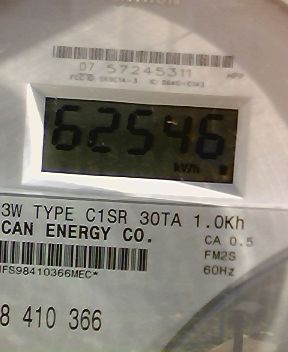 07 57245311
62546
kWh
3W TYPE C1SR 30TA 1.0Kh
CAN ENERGY CO.
CA 0.5
FM2S
60Hz
IFS98410366MEC*
8 410 366